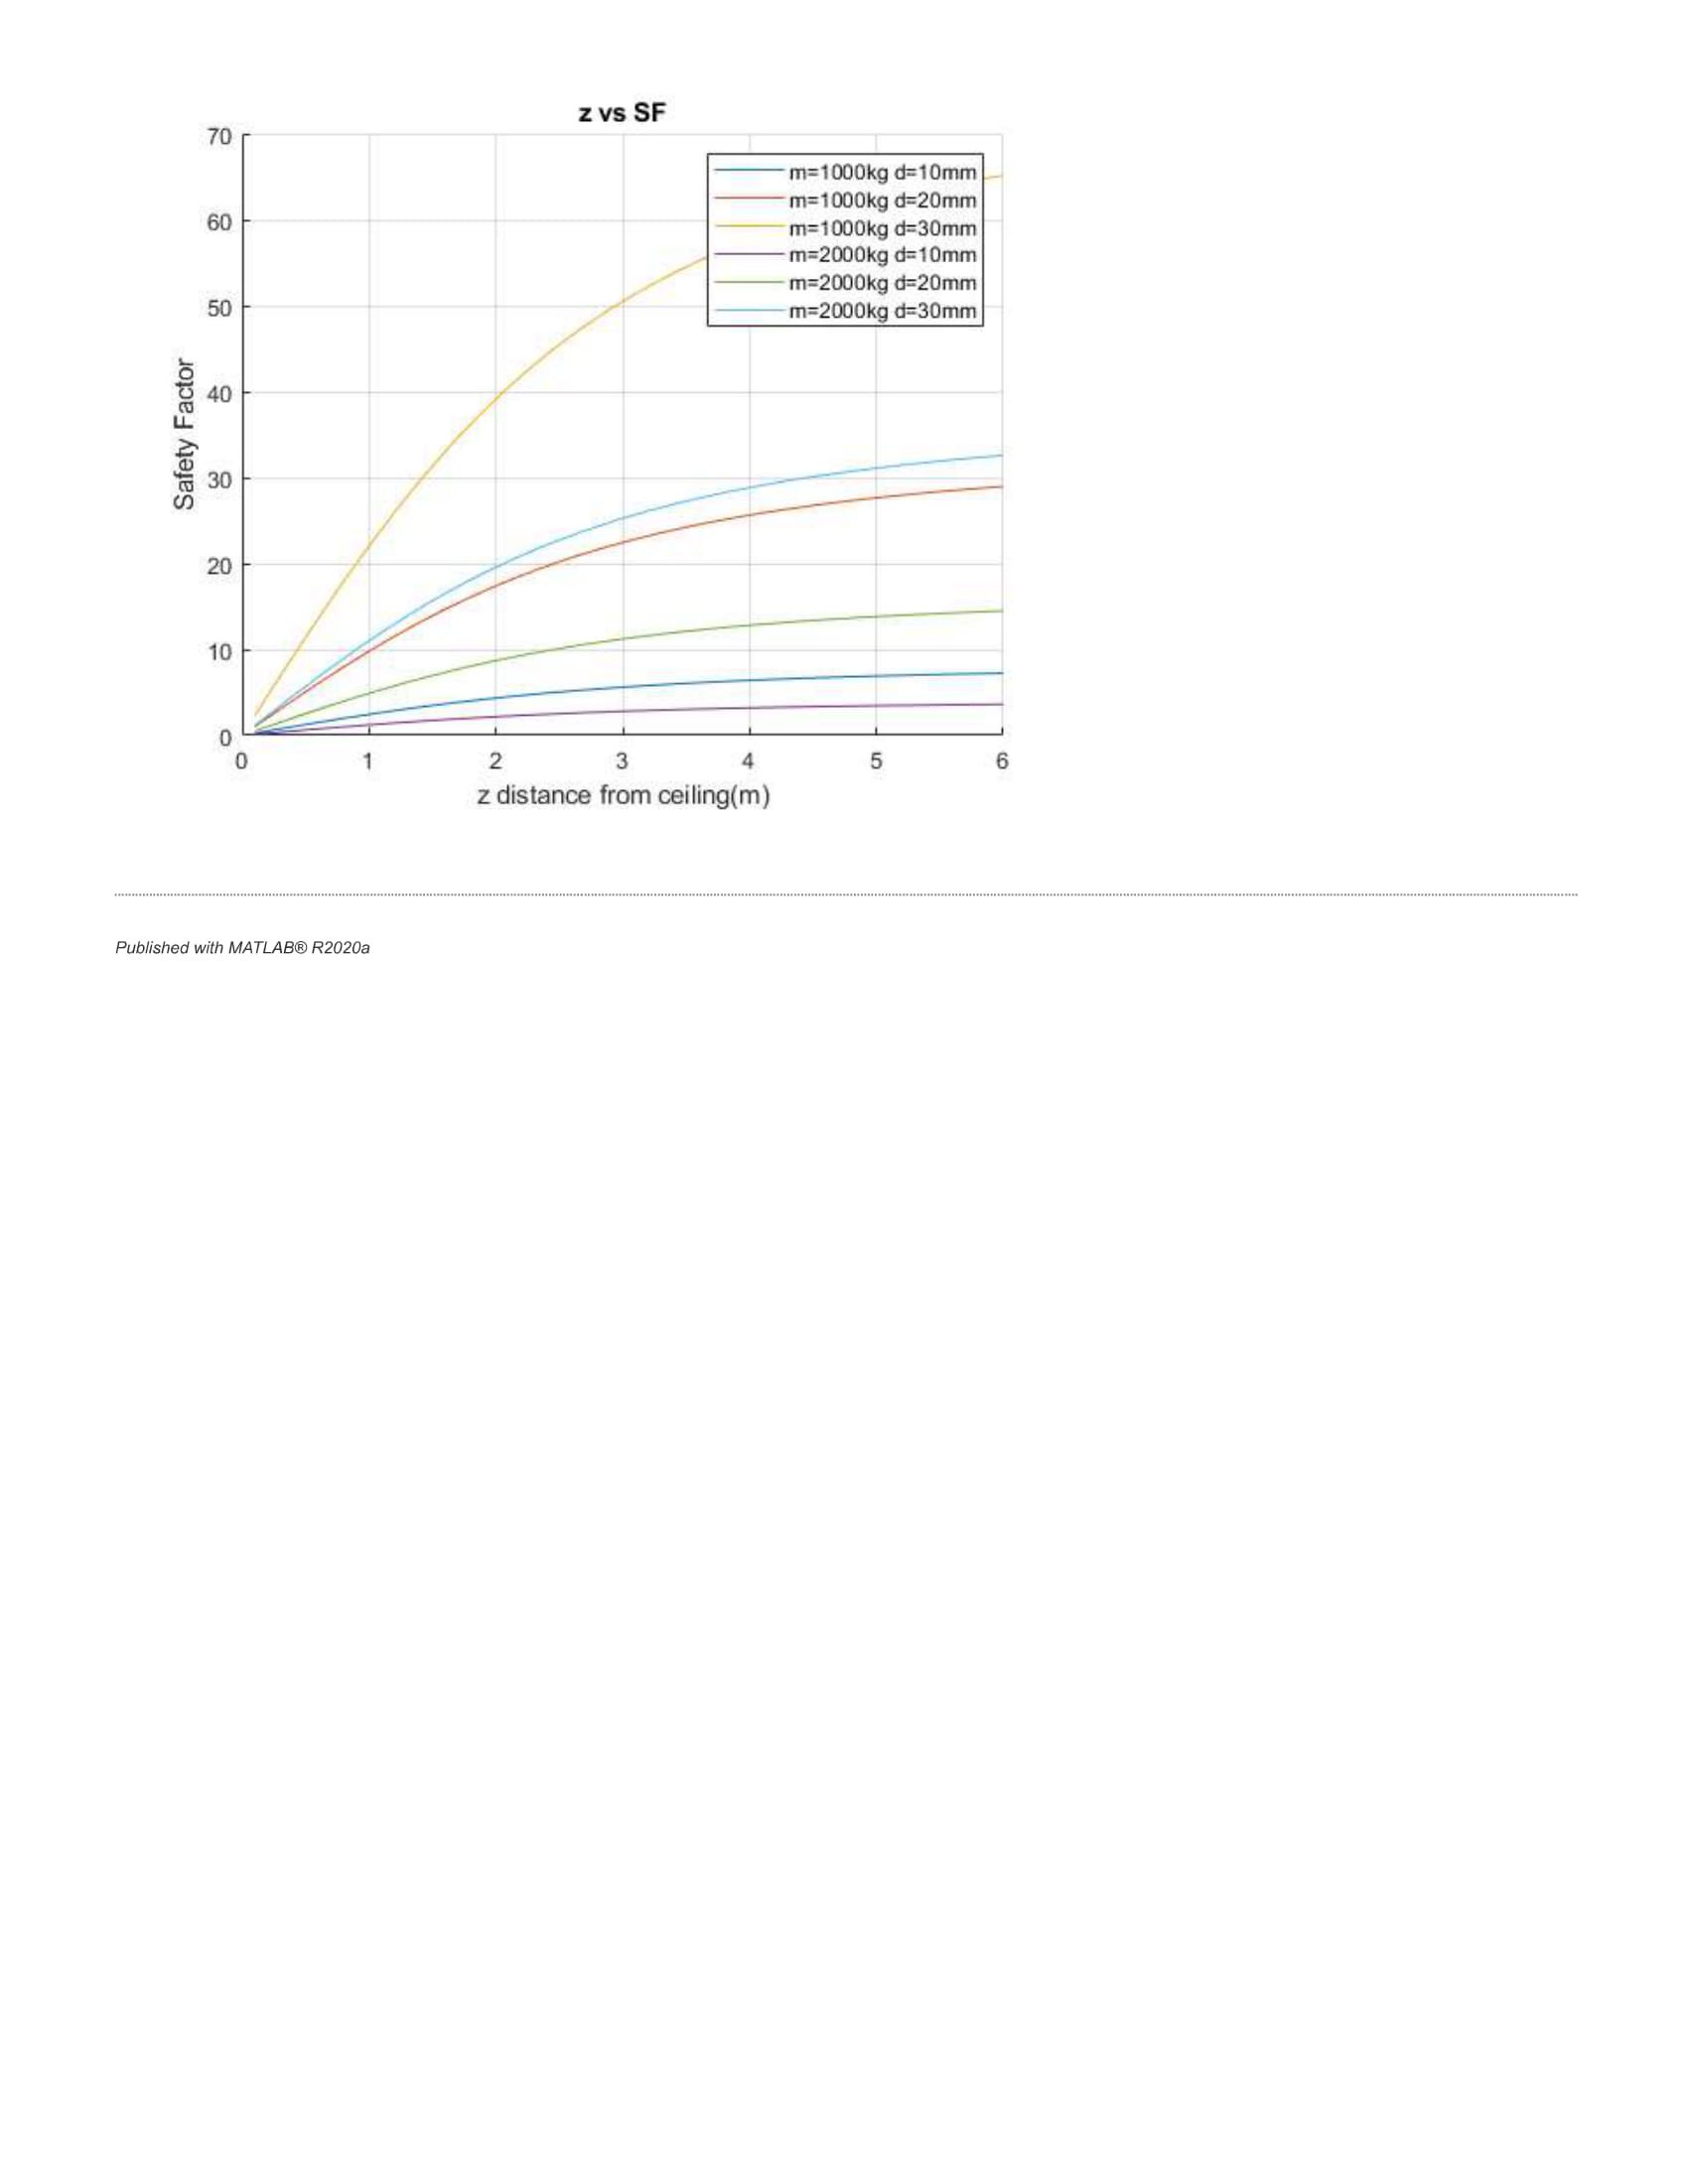 z vs SF
70
60
50
40
30
20
10
0
Safety Factor
m=1000kg d=10mm
m=1000kg d=20mm
m=1000kg d=30mm
m=2000kg d=10mm
m=2000kg d=20mm
m=2000kg d=30mm
0 1 2 3 4 5 6
z distance from ceiling(m)
Published with MATLAB® R2020a